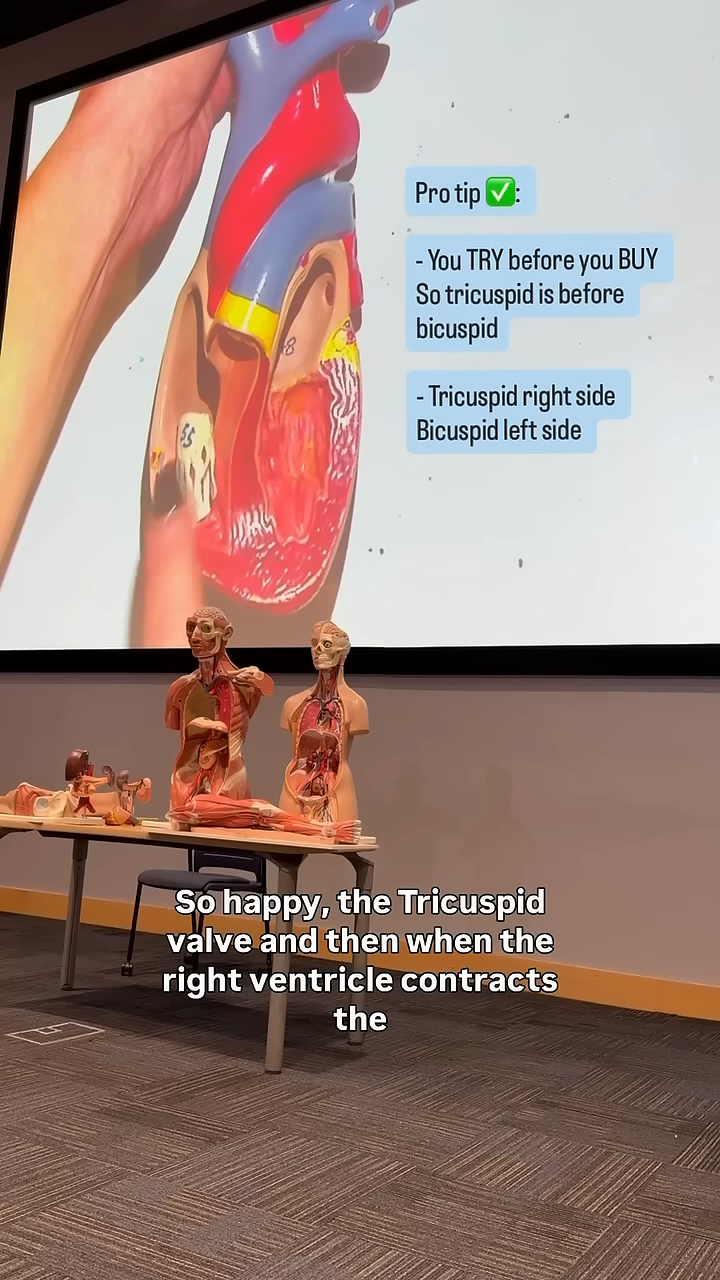 Pro tip ✅:
- You TRY before you BUY
So tricuspid is before
bicuspid
- Tricuspid right side
Bicuspid left side
55
So happy, the Tricuspid
valve and then when the
right ventricle contracts
the